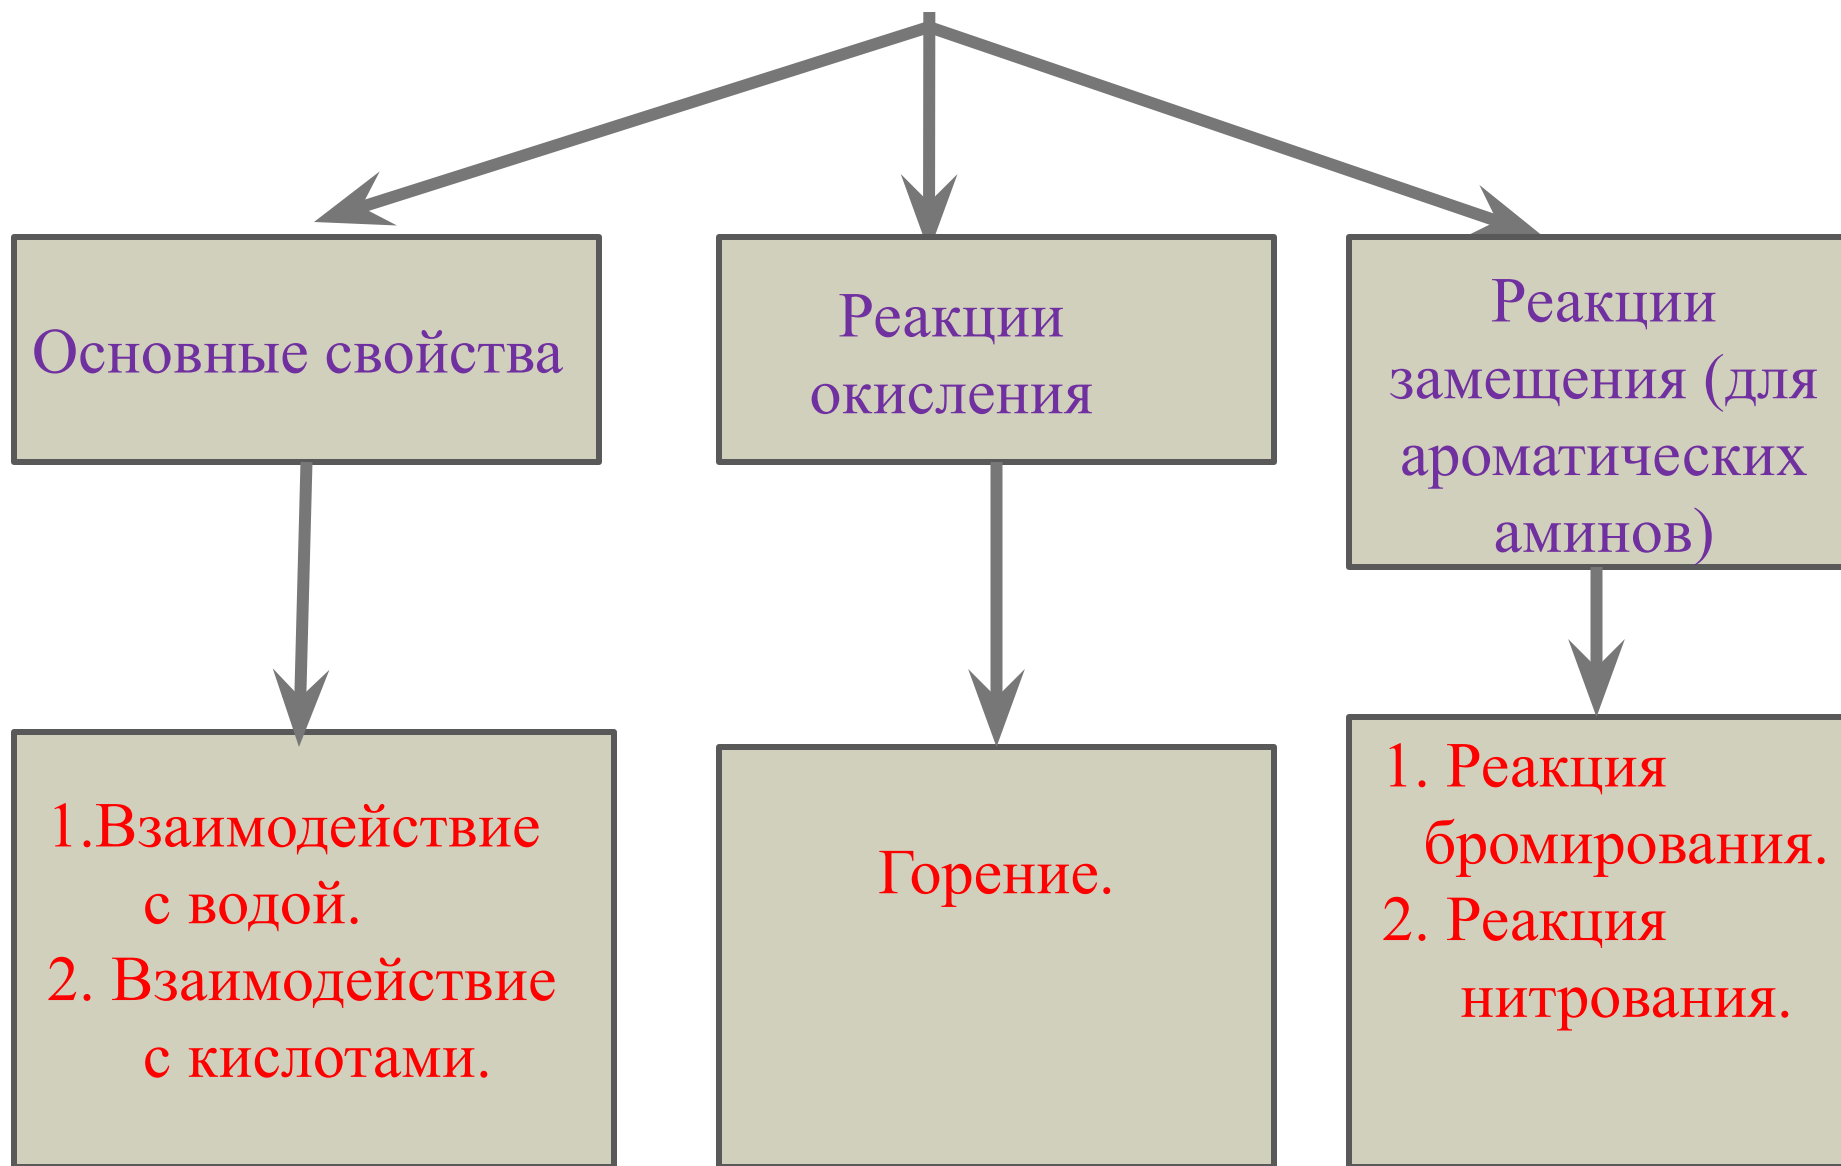 Основные свойства
Реакции
окисления
Реакции
замещения (для
ароматических
аминов)
1.Взаимодействие
с водой.
2. Взаимодействие
с кислотами.
Горение.
1. Реакция
бромирования.
2. Реакция
нитрования.